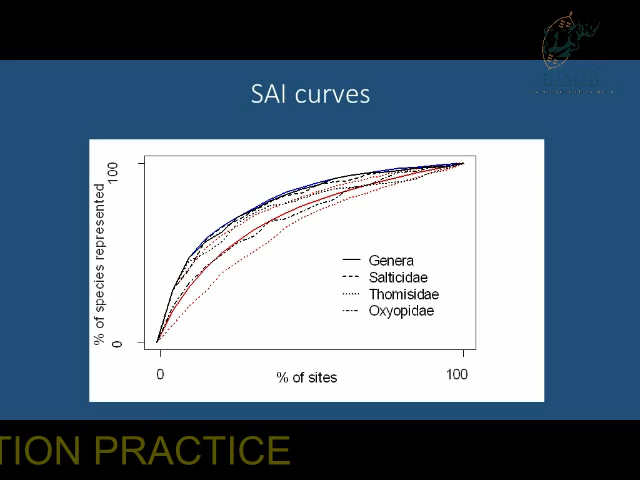 SAI curves
% of species represented
100
0
Genera
Salticidae
Thomisidae
Oxyopidae
0
100
% of sites
TION PRACTICE